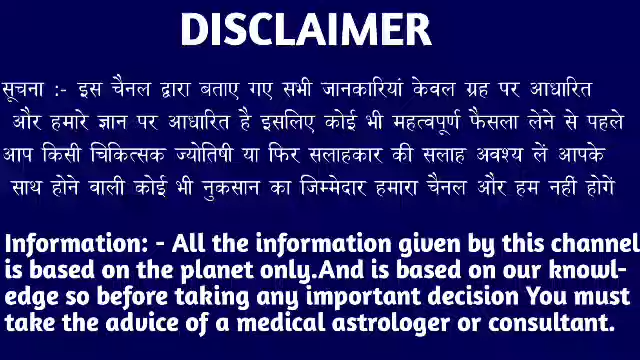 DISCLAIMER
सूचना :- इस चैनल द्वारा बताए गए सभी जानकारियां केवल ग्रह पर आधारित
और हमारे ज्ञान पर आधारित है इसलिए कोई भी महत्वपूर्ण फैसला लेने से पहले
आप किसी चिकित्सक ज्योतिषी या फिर सलाहकार की सलाह अवश्य लें आपके
साथ होने वाली कोई भी नुकसान का जिम्मेदार हमारा चैनल और हम नहीं होगें
Information: - All the information given by this channel
is based on the planet only.And is based on our knowl-
edge so before taking any important decision You must
take the advice of a medical astrologer or consultant.